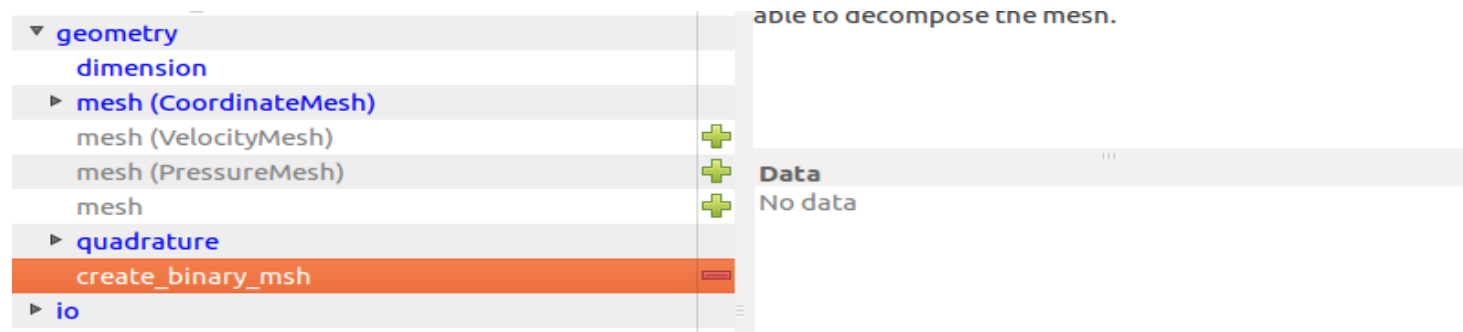 geometry
dimension
mesh (CoordinateMesh)
mesh (VelocityMesh)
mesh (PressureMesh)
mesh
quadrature
create_binary_msh
io
able to decompose the mesh.
Data
No data